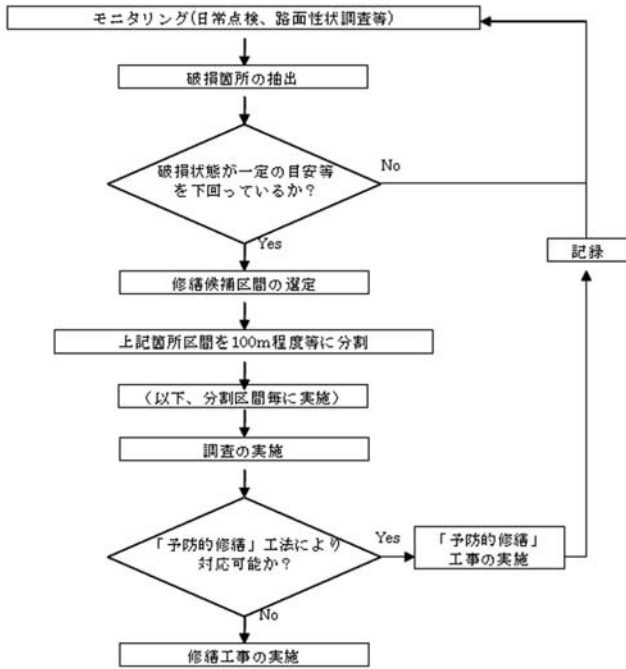 モニタリング(日常点検、路面性状調査等)
破損箇所の抽出
破損状態が一定の目安等
を下回っているか?
No
Yes
記録
修繕候補区間の選定
上記箇所区間を100m程度等に分割
(以下、分割区間毎に実施)
調査の実施
「予防的修繕」工法により
対応可能か?
Yes
「予防的修繕」
工事の実施
No
修繕工事の実施